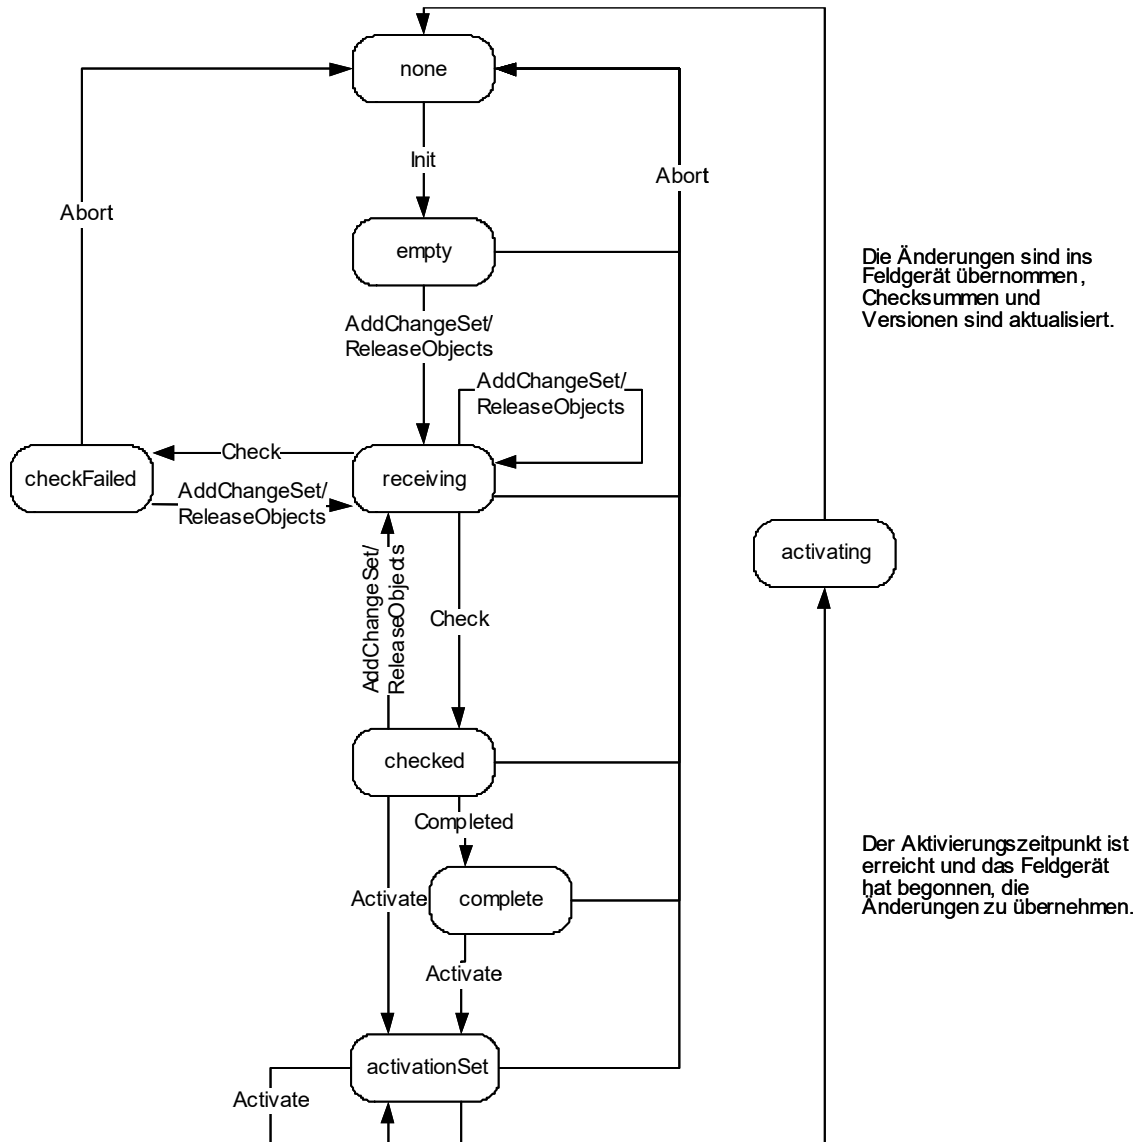 none
Init
Abort
Abort
empty
Die Änderungen sind ins
Feldgerät übernommen,
Checksummen und
Versionen sind aktualisiert.
AddChangeSet/
ReleaseObjects
AddChangeSet/
ReleaseObjects
Check
checkFailed
receiving
AddChangeSet/
ReleaseObjects
activating
AddChangeSet/
ReleaseObjects
Check
checked
Completed
Der Aktivierungszeitpunkt ist
erreicht und das Feldgerät
hat begonnen, die
Änderungen zu übernehmen.
Activate
complete
Activate
activationSet
Activate